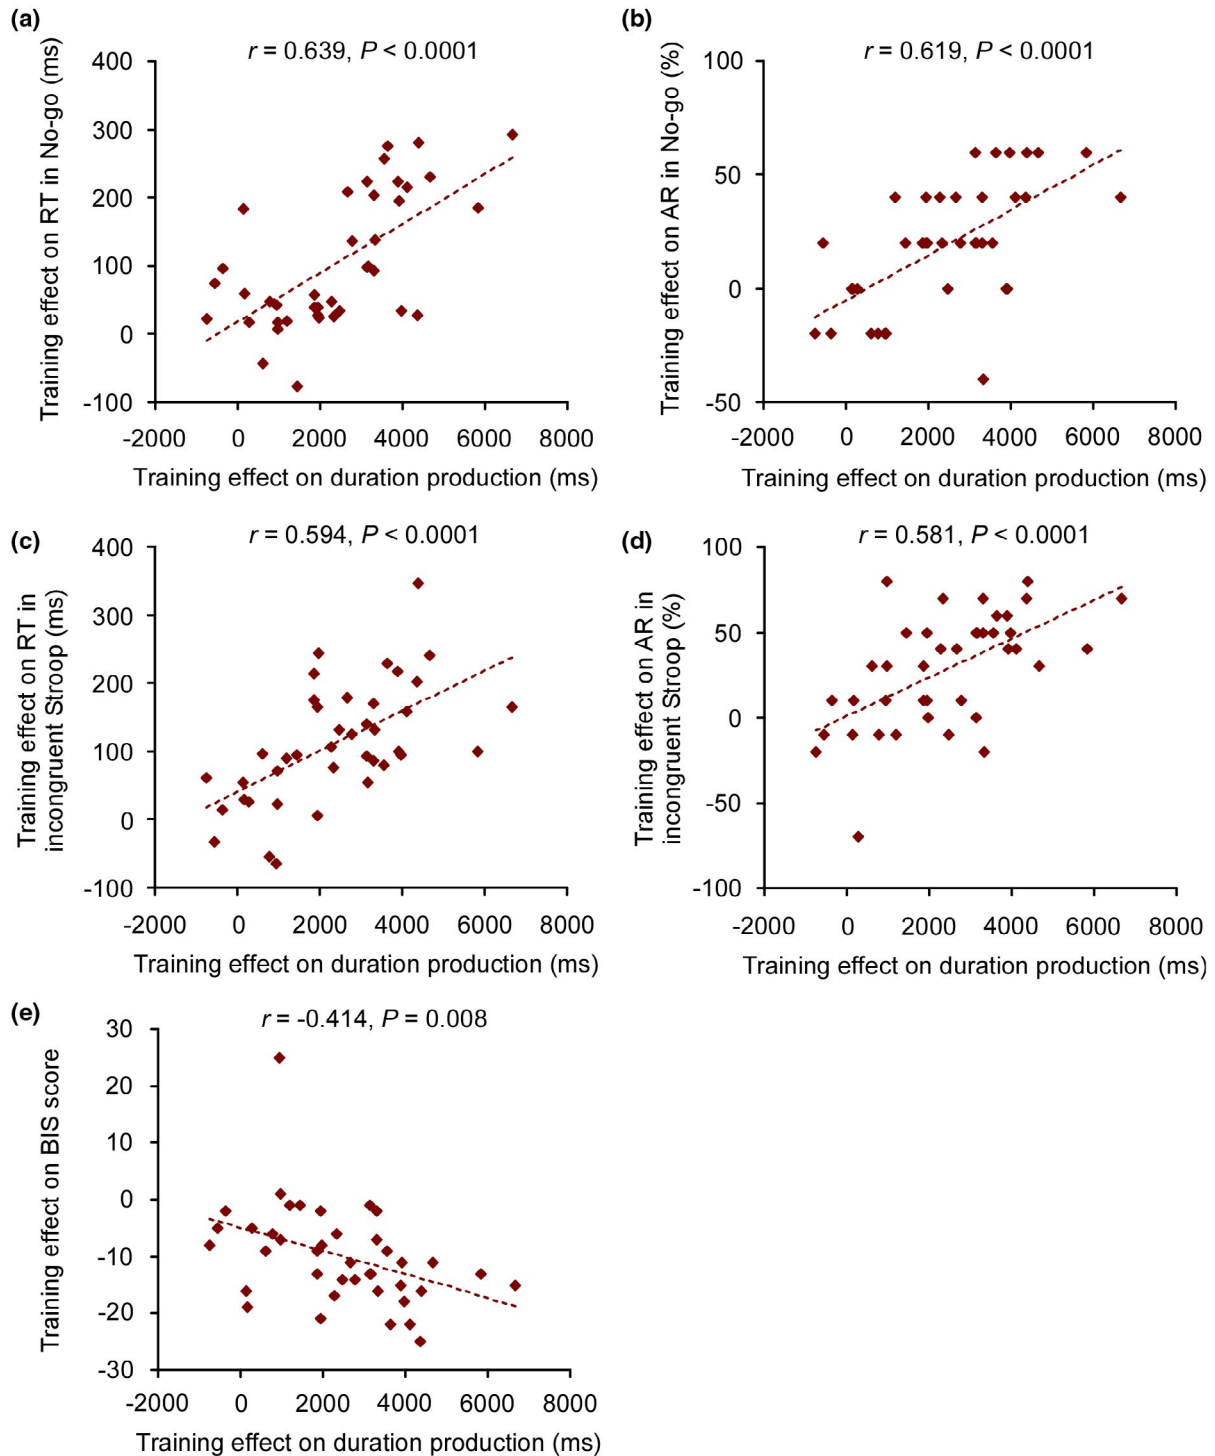 (a)
r = 0.639, P < 0.0001
Training effect on RT in No-go (ms)
400
300
200
100
0
-100
-2000 0 2000 4000 6000 8000
Training effect on duration production (ms)
(b)
r = 0.619, P < 0.0001
Training effect on AR in No-go (%)
100
50
0
-50
-2000 0 2000 4000 6000 8000
Training effect on duration production (ms)
(c)
r = 0.594, P < 0.0001
Training effect on RT in
incongruent Stroop (ms)
400
300
200
100
0
-100
-2000 0 2000 4000 6000 8000
Training effect on duration production (ms)
(d)
r = 0.581, P < 0.0001
Training effect on AR in
incongruent Stroop (%)
100
50
0
-50
-100
-2000 0 2000 4000 6000 8000
Training effect on duration production (ms)
(e)
r = -0.414, P = 0.008
Training effect on BIS score
30
20
10
0
-10
-20
-30
-2000 0 2000 4000 6000 8000
Training effect on duration production (ms)